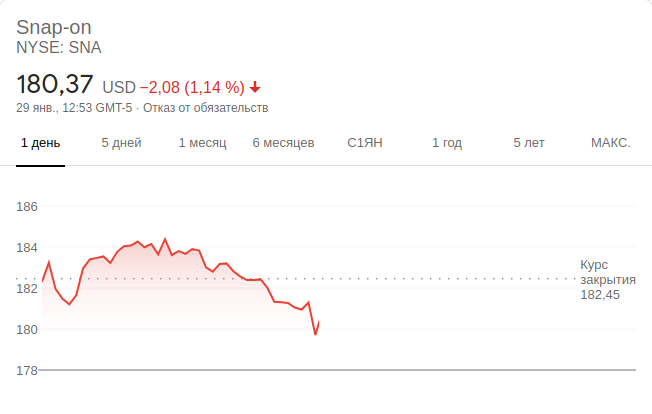 Snap-on
NYSE: SNA
180,37 USD −2,08 (1,14 %)
29 янв., 12:53 GMT-5 · Отказ от обязательств
1 день 5 дней 1 месяц 6 месяцев С1ЯН 1 год 5 лет МАКС.
186
184
Курс
закрытия
182,45
182
180
178